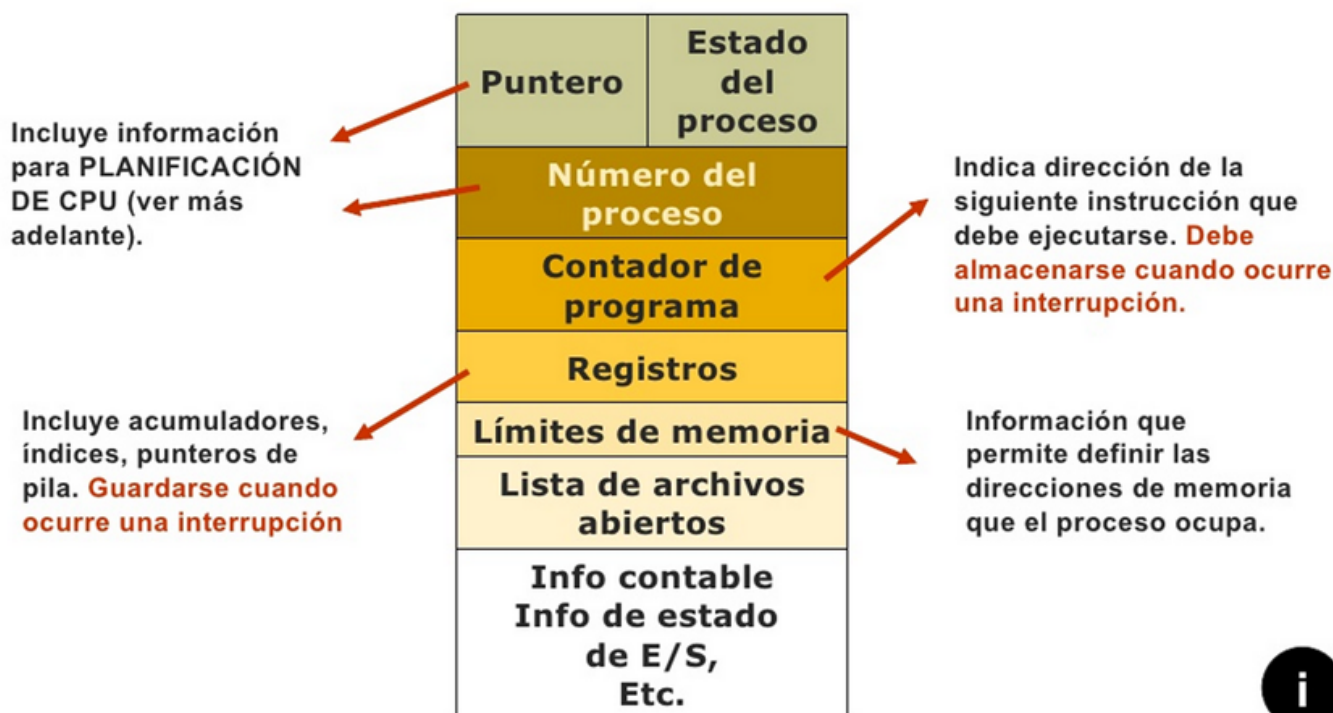 Puntero
Estado
del
proceso
Incluye información
para PLANIFICACIÓN
DE CPU (ver más
adelante).
Número del
proceso
Indica dirección de la
siguiente instrucción que
debe ejecutarse. Debe
almacenarse cuando ocurre
una interrupción.
Contador de
programa
Registros
Incluye acumuladores,
índices, punteros de
pila. Guardarse cuando
ocurre una interrupción
Límites de memoria
Información que
permite definir las
direcciones de memoria
que el proceso ocupa.
Lista de archivos
abiertos
Info contable
Info de estado
de E/S,
Etc.
i